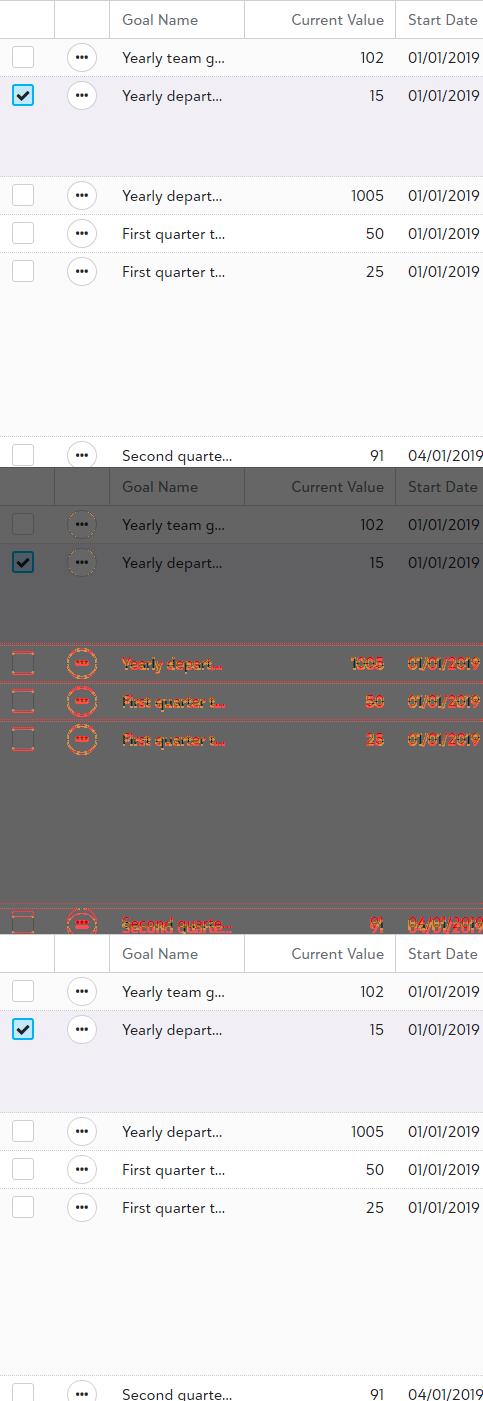 Goal Name Current Value Start Date
••• Yearly team g... 102 01/01/2019
••• Yearly depart... 15 01/01/2019
••• Yearly depart... 1005 01/01/2019
••• First quarter t... 50 01/01/2019
••• First quarter t... 25 01/01/2019
••• Second quarte... 91 04/01/2019
Goal Name Current Value Start Date
••• Yearly team g... 102 01/01/2019
••• Yearly depart... 15 01/01/2019
••• Yearly depart... 1005 01/01/2019
••• First quarter t... 50 01/01/2019
••• First quarter t... 25 01/01/2019
••• Second quarte... 91 04/01/2019
Goal Name Current Value Start Date
••• Yearly team g... 102 01/01/2019
••• Yearly depart... 15 01/01/2019
••• Yearly depart... 1005 01/01/2019
••• First quarter t... 50 01/01/2019
••• First quarter t... 25 01/01/2019
••• Second quarte... 91 04/01/2019